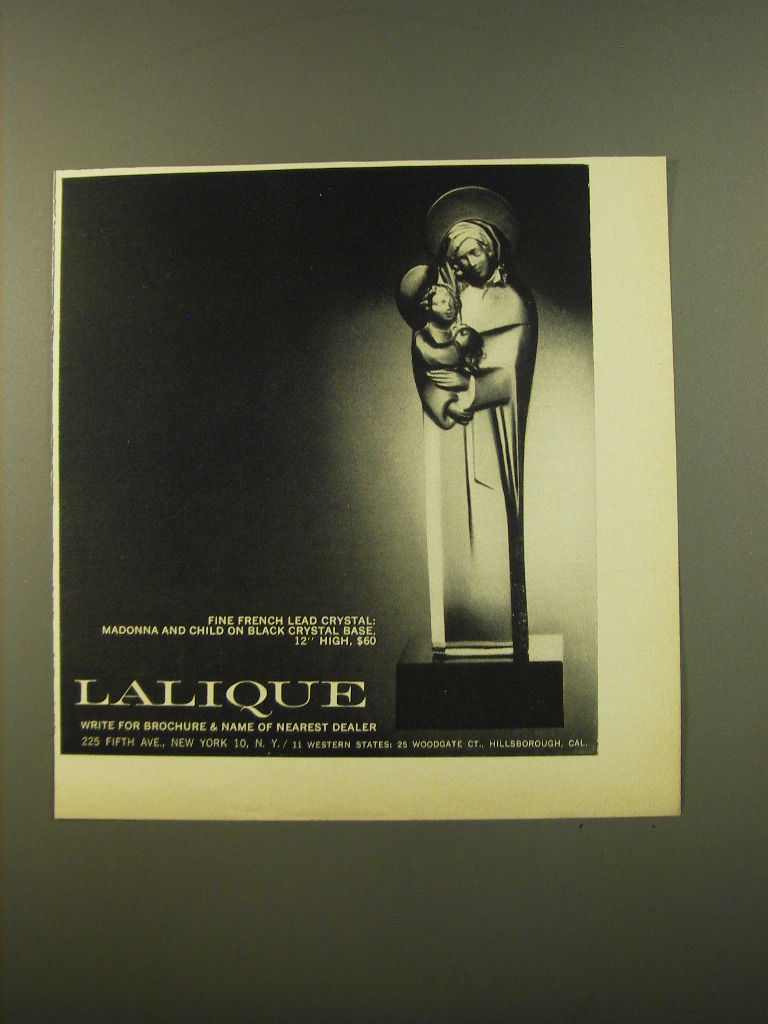 FINE FRENCH LEAD CRYSTAL:
MADONNA AND CHILD ON BLACK CRYSTAL BASE,
12" HIGH, $60
LALIQUE
WRITE FOR BROCHURE & NAME OF NEAREST DEALER
225 FIFTH AVE., NEW YORK 10, N. Y. / 11 WESTERN STATES: 25 WOODGATE CT., HILLSBOROUGH, CAL.